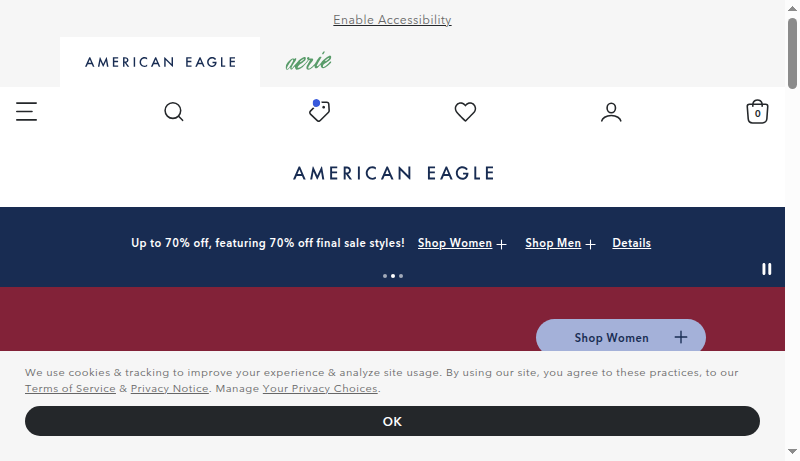 Enable Accessibility
AMERICAN EAGLE
aerie
0
AMERICAN EAGLE
Up to 70% off, featuring 70% off final sale styles! Shop Women + Shop Men + Details
Shop Women +
We use cookies & tracking to improve your experience & analyze site usage. By using our site, you agree to these practices, to our
Terms of Service & Privacy Notice. Manage Your Privacy Choices.
OK